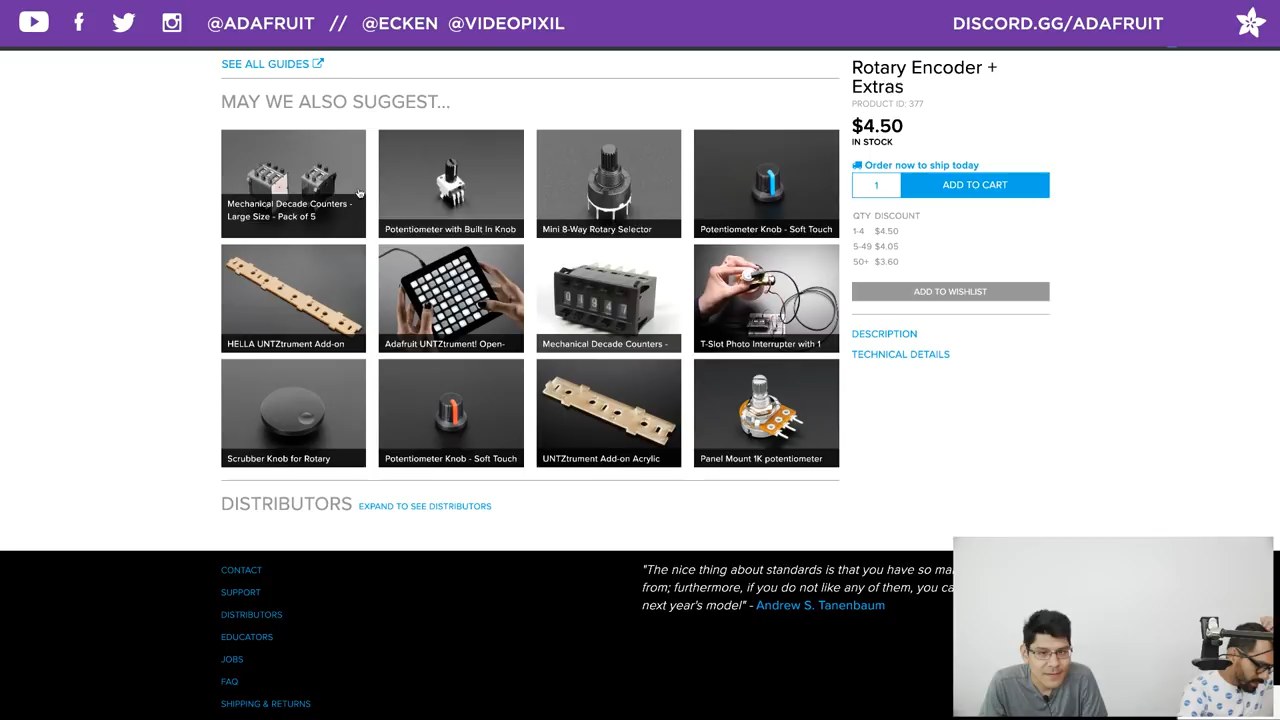 @ADAFRUIT // @ECKEN @VIDEOPIXIL
DISCORD.GG/ADAFRUIT
SEE ALL GUIDES
MAY WE ALSO SUGGEST...
Mechanical Decade Counters -
Large Size - Pack of 5
Potentiometer with Built In Knob
Mini 8-Way Rotary Selector
Potentiometer Knob - Soft Touch
HELLA UNTZtrument Add-on
Adafruit UNTZtrument! Open-
Mechanical Decade Counters -
T-Slot Photo Interrupter with 1
Scrubber Knob for Rotary
Potentiometer Knob - Soft Touch
UNTZtrument Add-on Acrylic
Panel Mount 1K potentiometer
DISTRIBUTORS EXPAND TO SEE DISTRIBUTORS
Rotary Encoder +
Extras
PRODUCT ID: 377
$4.50
IN STOCK
Order now to ship today
1 ADD TO CART
QTY DISCOUNT
1-4 $4.50
5-49 $4.05
50+ $3.60
ADD TO WISHLIST
DESCRIPTION
TECHNICAL DETAILS
CONTACT
SUPPORT
DISTRIBUTORS
EDUCATORS
JOBS
FAQ
SHIPPING & RETURNS
"The nice thing about standards is that you have so
from; furthermore, if you do not like any of them, you
next year's model" - Andrew S. Tanenbaum